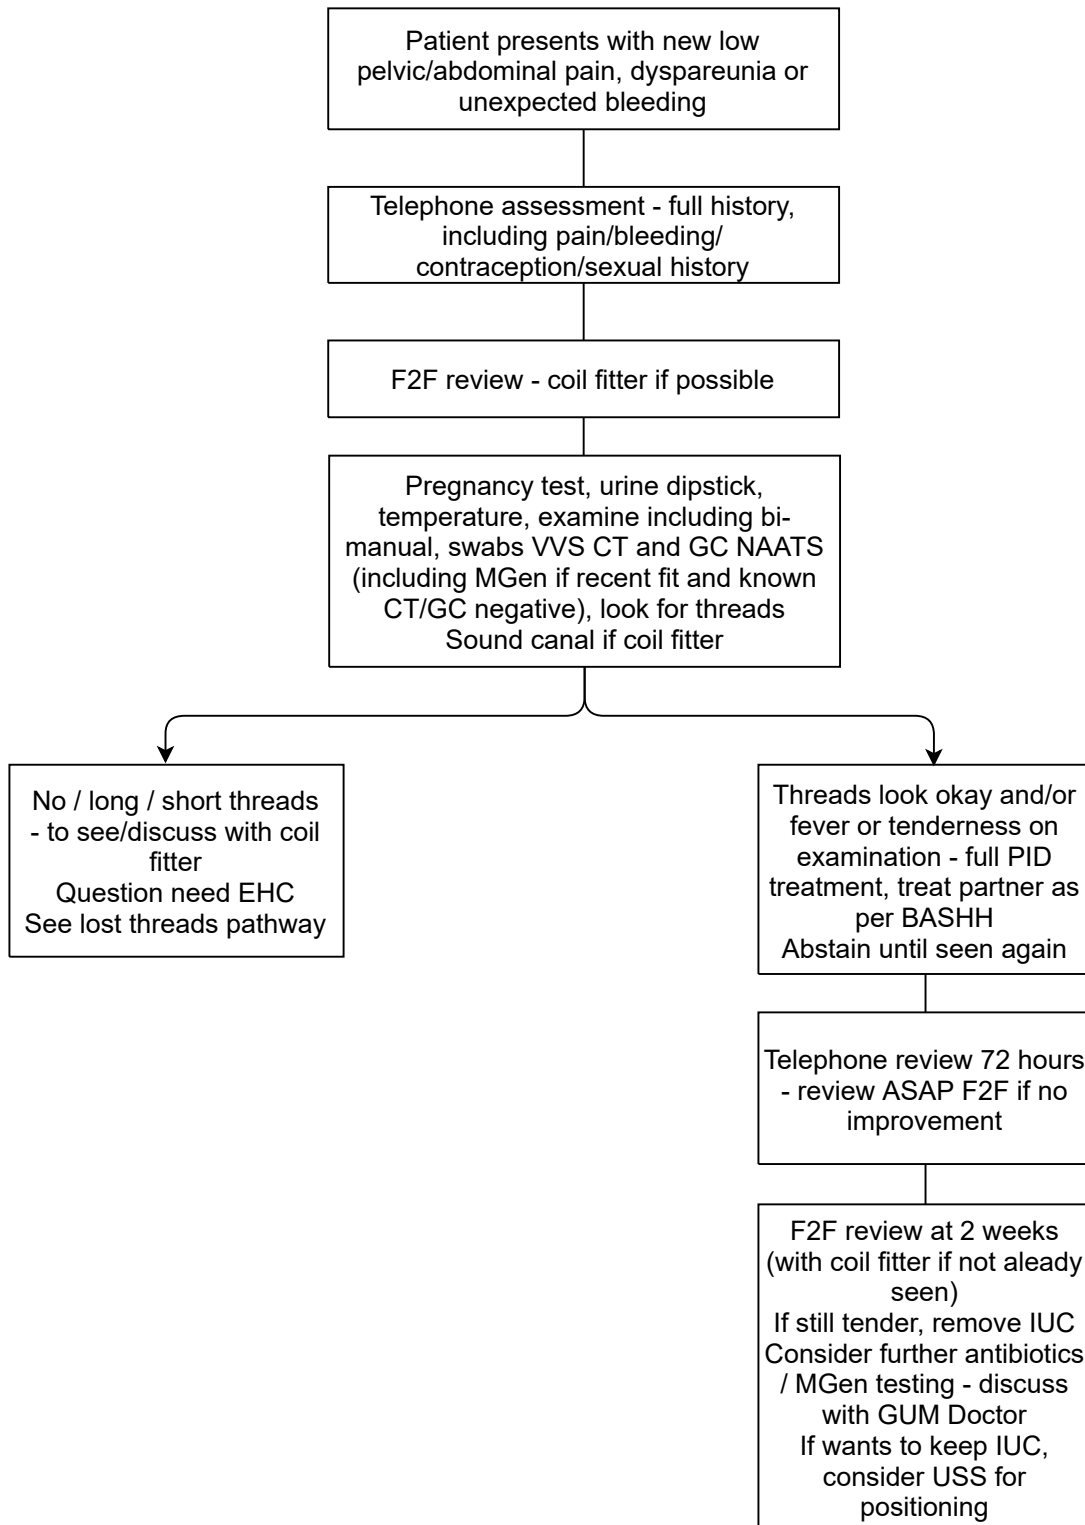 Patient presents with new low
pelvic/abdominal pain, dyspareunia or
unexpected bleeding
Telephone assessment - full history,
including pain/bleeding/
contraception/sexual history
F2F review - coil fitter if possible
Pregnancy test, urine dipstick,
temperature, examine including bi-
manual, swabs VVS CT and GC NAATS
(including MGen if recent fit and known
CT/GC negative), look for threads
Sound canal if coil fitter
No / long / short threads
- to see/discuss with coil
fitter
Question need EHC
See lost threads pathway
Threads look okay and/or
fever or tenderness on
examination - full PID
treatment, treat partner as
per BASHH
Abstain until seen again
Telephone review 72 hours
- review ASAP F2F if no
improvement
F2F review at 2 weeks
(with coil fitter if not aleady
seen)
If still tender, remove IUC
Consider further antibiotics
/ MGen testing - discuss
with GUM Doctor
If wants to keep IUC,
consider USS for
positioning